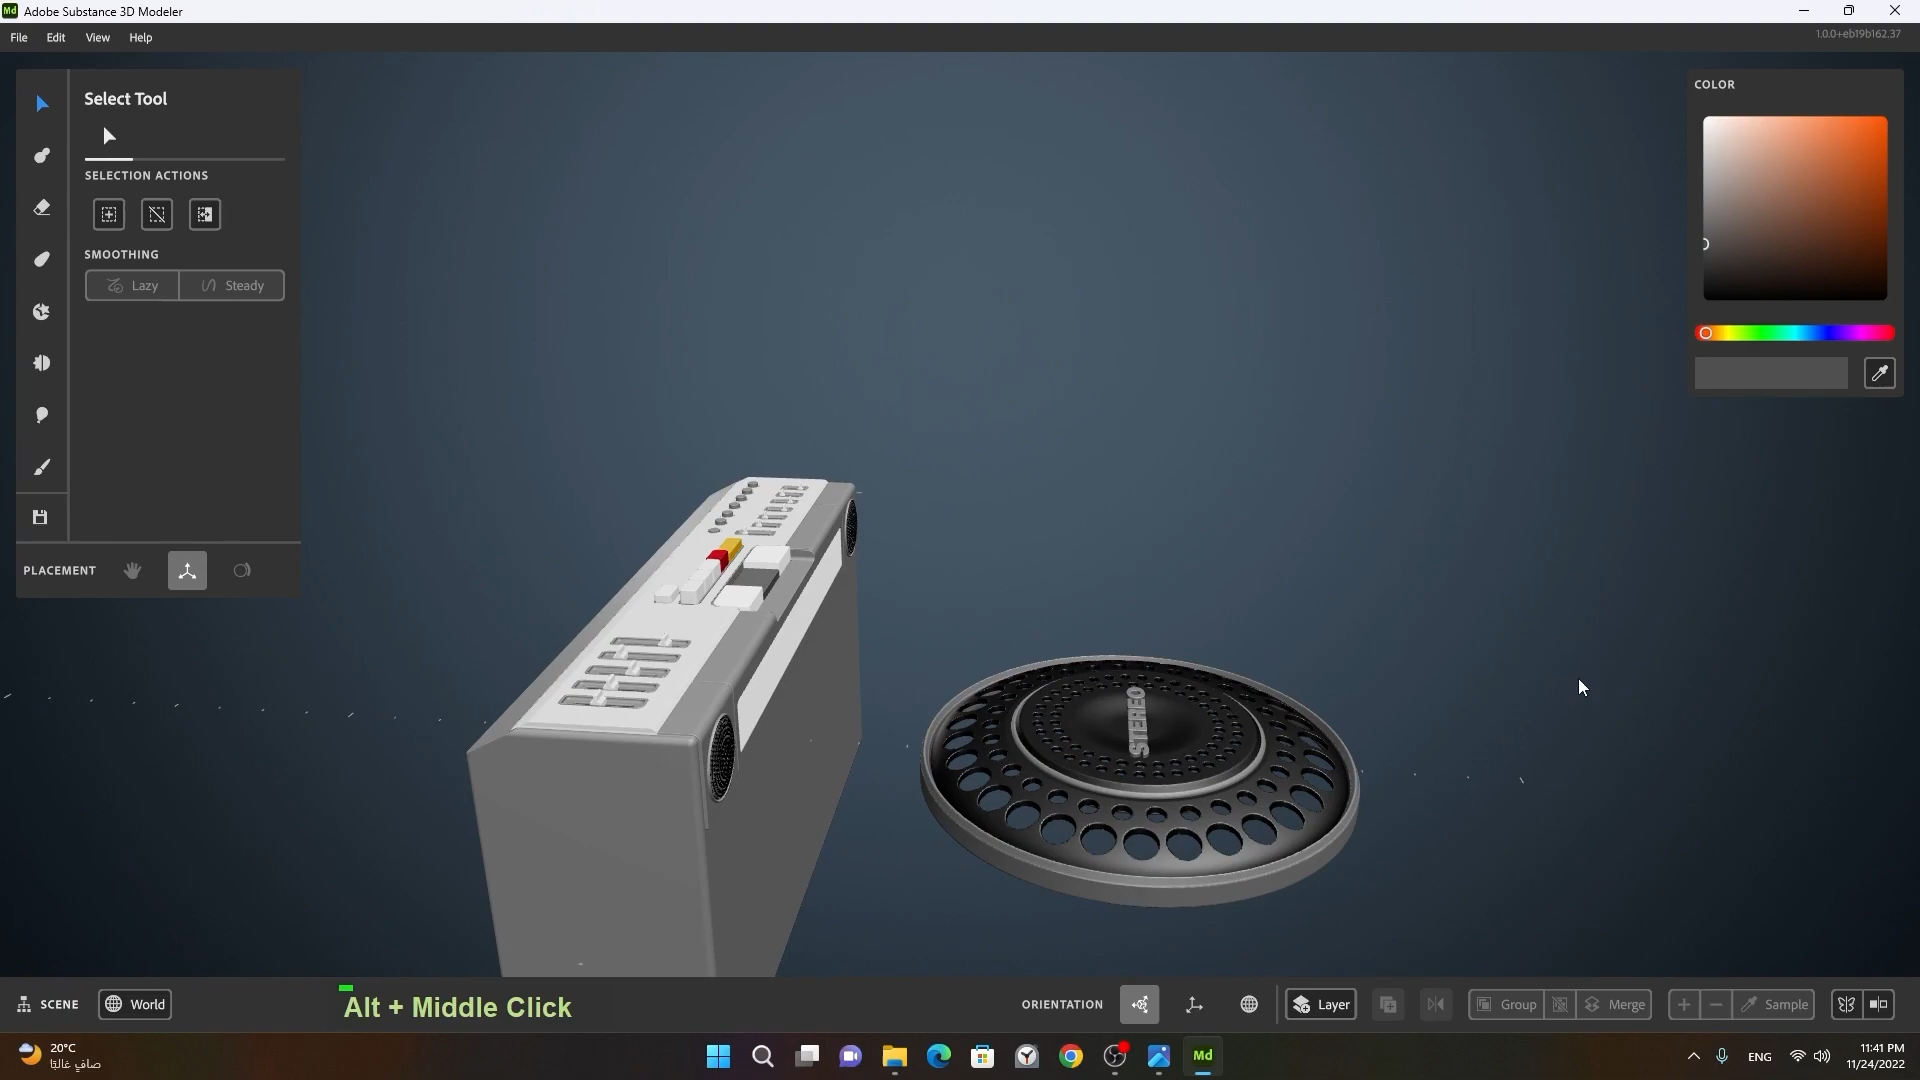 Md Adobe Substance 3D Modeler
File Edit View Help
1.0.0+eb19b162.37
Select Tool
SELECTION ACTIONS
SMOOTHING
Lazy Steady
PLACEMENT
COLOR
STEREO
SCENE World
Alt + Middle Click
ORIENTATION
Layer
Group
Merge
Sample
20°C
صافٍ غالبًا
Md
ENG
11:41 PM
11/24/2022